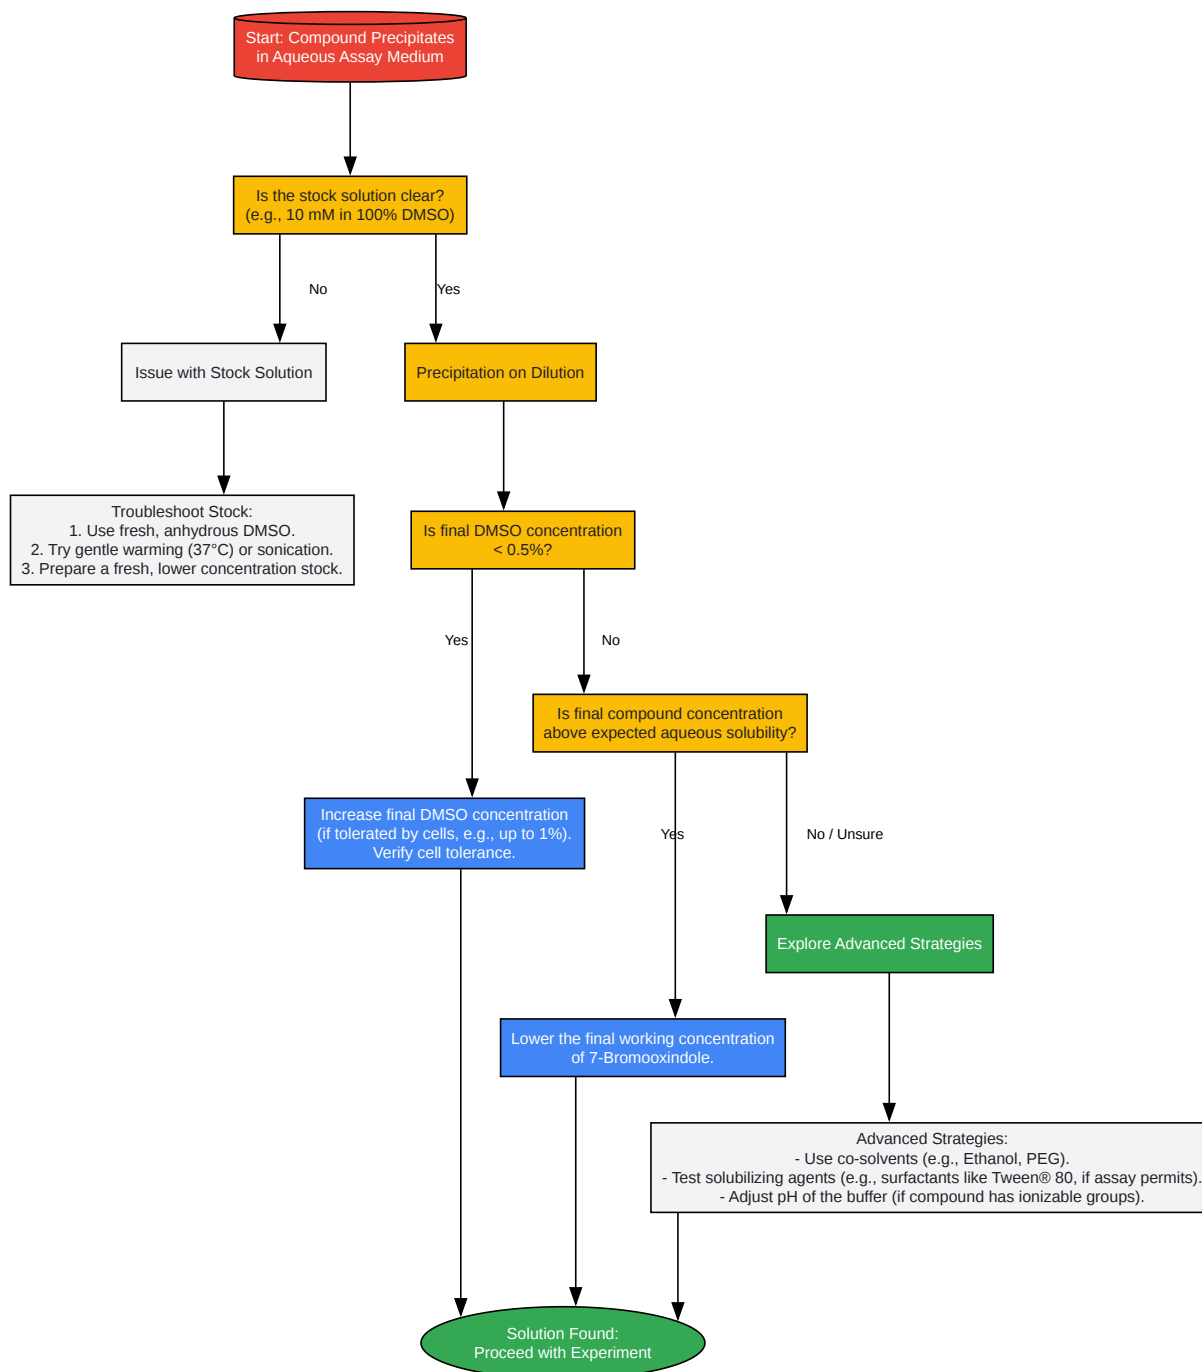 Start: Compound Precipitates
in Aqueous Assay Medium
Is the stock solution clear?
(e.g., 10 mM in 100% DMSO)
No
Yes
Issue with Stock Solution
Precipitation on Dilution
Troubleshoot Stock:
1. Use fresh, anhydrous DMSO.
2. Try gentle warming (37°C) or sonication.
3. Prepare a fresh, lower concentration stock.
Is final DMSO concentration
< 0.5%?
Yes
No
Is final compound concentration
above expected aqueous solubility?
Increase final DMSO concentration
(if tolerated by cells, e.g., up to 1%).
Verify cell tolerance.
Yes
No / Unsure
Explore Advanced Strategies
Lower the final working concentration
of 7-Bromooxindole.
Advanced Strategies:
- Use co-solvents (e.g., Ethanol, PEG).
- Test solubilizing agents (e.g., surfactants like Tween® 80, if assay permits).
- Adjust pH of the buffer (if compound has ionizable groups).
Solution Found:
Proceed with Experiment